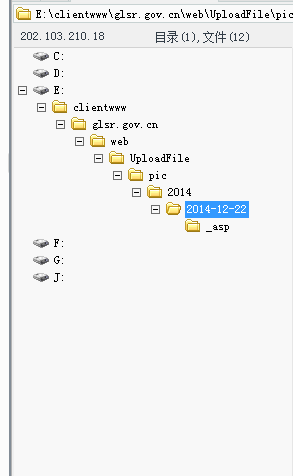 E:\clientwww\glsr.gov.cn\web\UploadFile\pic
202.103.210.18 目录(1),文件(12)
C:
D:
E:
clientwww
glsr.gov.cn
web
UploadFile
pic
2014
2014-12-22
_asp
F:
G:
J: